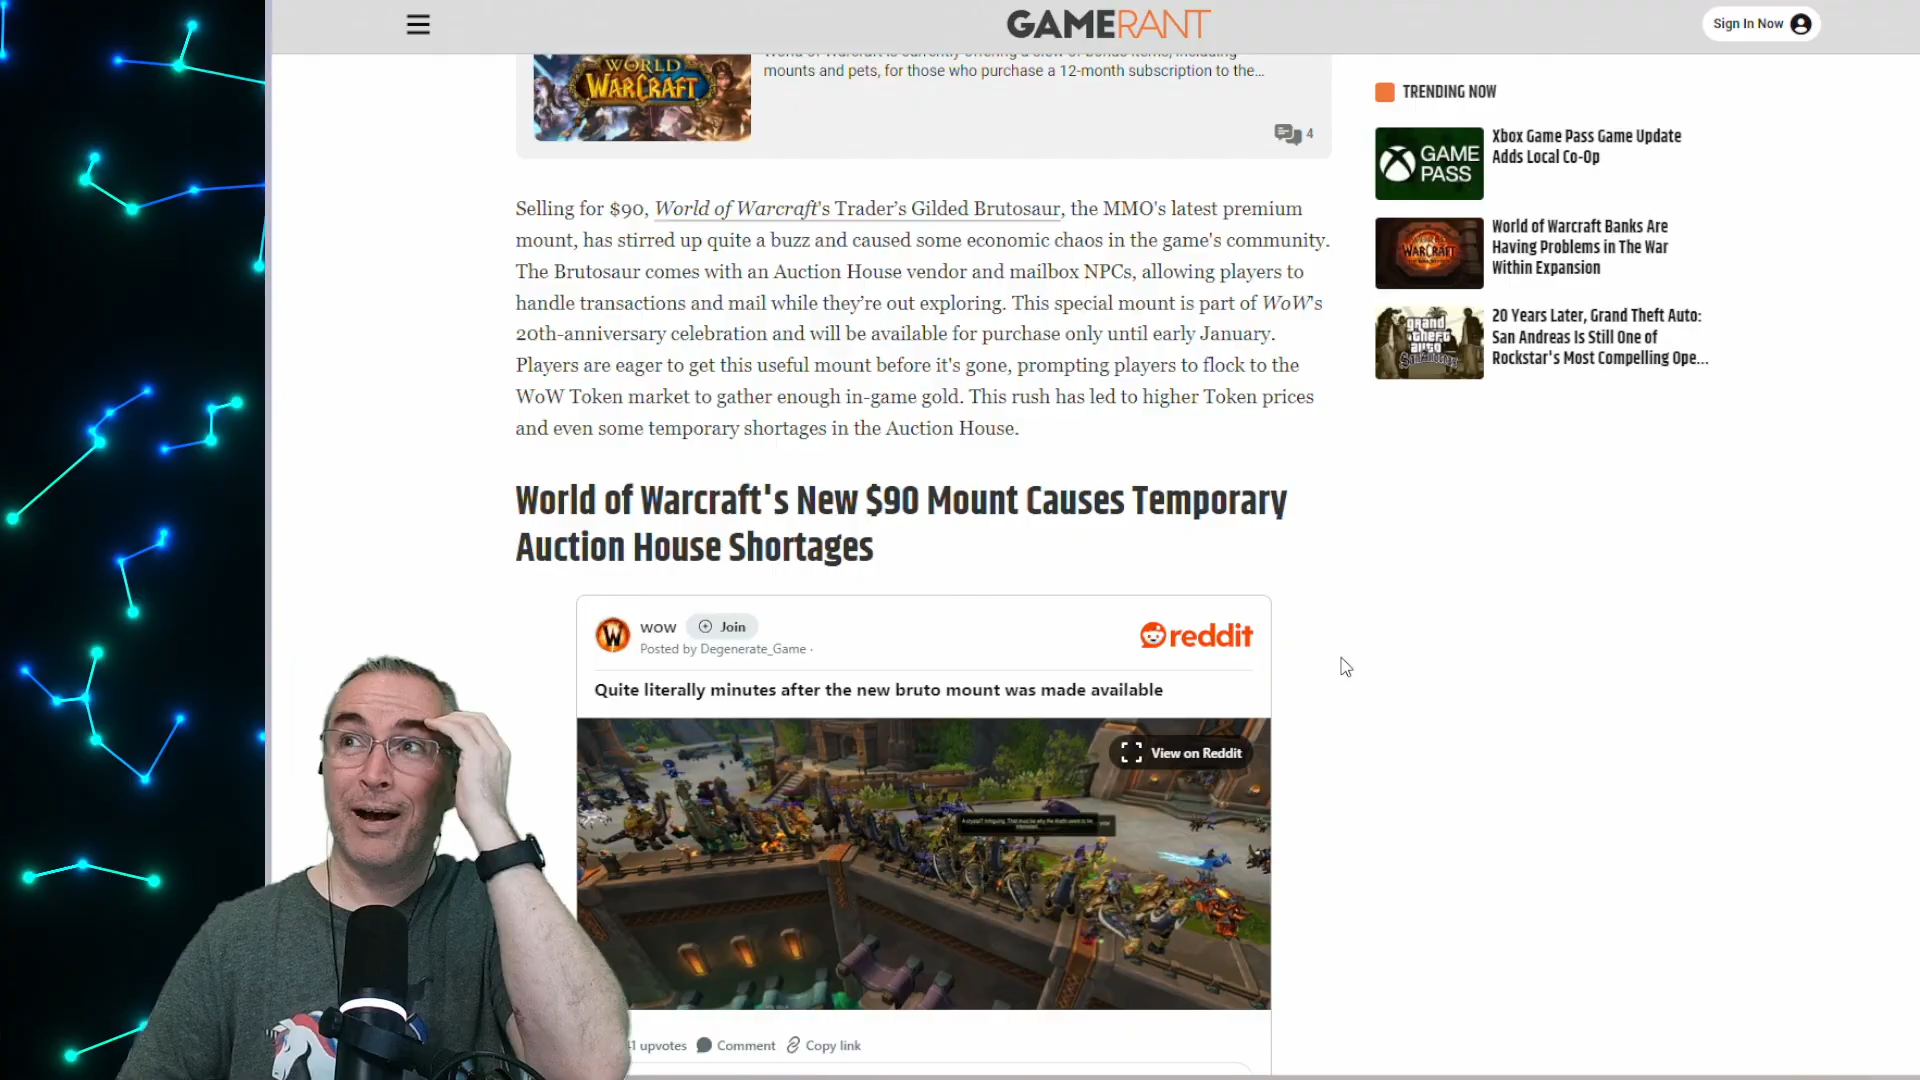 GAMERANT
Sign In Now
mounts and pets, for those who purchase a 12-month subscription to the...
4
WORLD
WARCRAFT
TRENDING NOW
GAME
PASS
Xbox Game Pass Game Update
Adds Local Co-Op
WARCRAFT
World of Warcraft Banks Are
Having Problems in The War
Within Expansion
grand
theft
auto
San Andreas
20 Years Later, Grand Theft Auto:
San Andreas Is Still One of
Rockstar's Most Compelling Ope...
Selling for $90, World of Warcraft's Trader’s Gilded Brutosaur, the MMO's latest premium
mount, has stirred up quite a buzz and caused some economic chaos in the game's community.
The Brutosaur comes with an Auction House vendor and mailbox NPCs, allowing players to
handle transactions and mail while they’re out exploring. This special mount is part of WoW's
20th-anniversary celebration and will be available for purchase only until early January.
Players are eager to get this useful mount before it's gone, prompting players to flock to the
WoW Token market to gather enough in-game gold. This rush has led to higher Token prices
and even some temporary shortages in the Auction House.
World of Warcraft's New $90 Mount Causes Temporary
Auction House Shortages
wow
Join
Posted by Degenerate_Game ·
reddit
Quite literally minutes after the new bruto mount was made available
View on Reddit
upvotes
Comment
Copy link